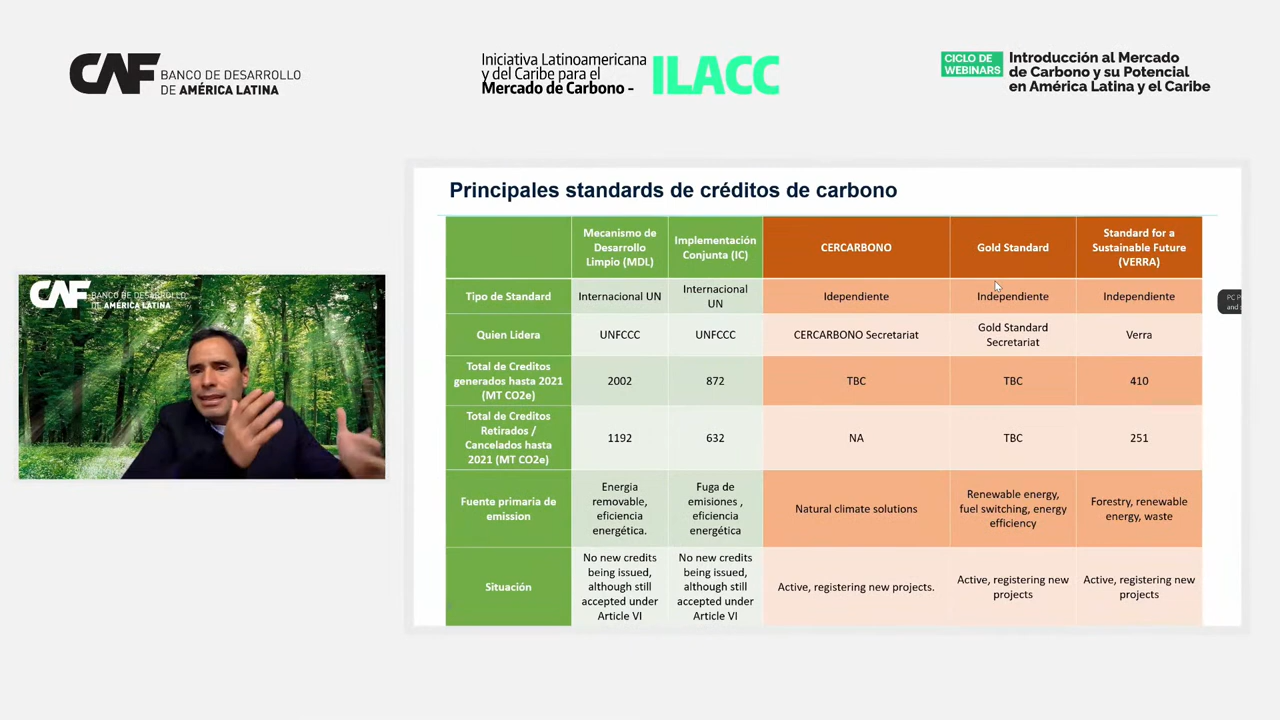 CAF BANCO DE DESARROLLO
DE AMÉRICA LATINA
Iniciativa Latinoamericana
y del Caribe para el
Mercado de Carbono -
ILACC
CICLO DE
WEBINARS
Introducción al Mercado
de Carbono y su Potencial
en América Latina y el Caribe
CAF BANCO DE DESARROLLO
DE AMÉRICA LATINA
Principales standards de créditos de carbono
Mecanismo de
Desarrollo
Limpio (MDL)
Implementación
Conjunta (IC)
CERCARBONO
Gold Standard
Standard for a
Sustainable Future
(VERRA)
Tipo de Standard
Internacional UN
Internacional
UN
Idependiente
Independiente
Independiente
Quien Lidera
UNFCCC
UNFCCC
CERCARBONO Secretariat
Gold Standard
Secretariat
Verra
Total de Creditos
generados hasta 2021
(MT CO2e)
2002
872
TBC
TBC
410
Total de Creditos
Retirados /
Cancelados hasta
2021 (MT CO2e)
1192
632
NA
TBC
251
Fuente primaria de
emission
Energia
removable,
eficiencia
energética.
Fuga de
emisiones ,
eficiencia
energética
Natural climate solutions
Renewable energy,
fuel switching, energy
efficiency
Forestry, renewable
energy, waste
Situación
No new credits
being issued,
although still
accepted under
Article VI
No new credits
being issued,
although still
accepted under
Article VI
Active, registering new projects.
Active, registering new
projects
Active, registering new
projects
PC P
and s